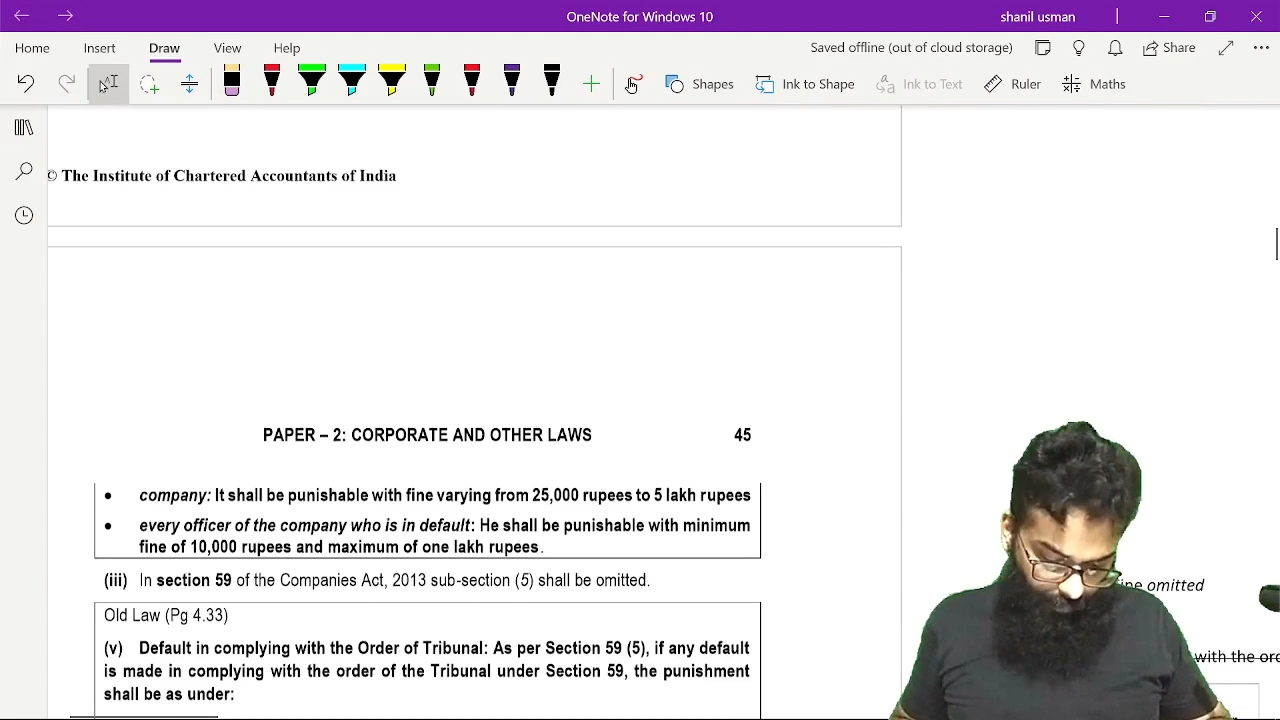 OneNote for Windows 10
shanil usman
Home
Insert
Draw
View
Help
Saved offline (out of cloud storage)
Share
Shapes
Ink to Shape
Ink to Text
Ruler
Maths
© The Institute of Chartered Accountants of India
PAPER – 2: CORPORATE AND OTHER LAWS 45
• company: It shall be punishable with fine varying from 25,000 rupees to 5 lakh rupees
• every officer of the company who is in default: He shall be punishable with minimum
fine of 10,000 rupees and maximum of one lakh rupees.
(iii) In section 59 of the Companies Act, 2013 sub-section (5) shall be omitted.
omitted
Old Law (Pg 4.33)
(v) Default in complying with the Order of Tribunal: As per Section 59 (5), if any default
with the
is made in complying with the order of the Tribunal under Section 59, the punishment
shall be as under: